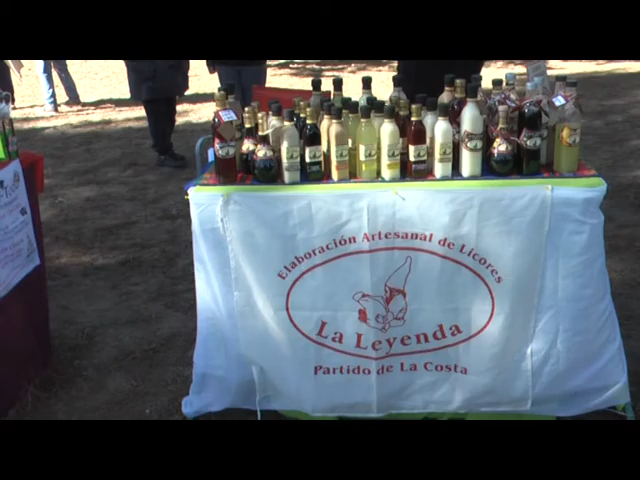 Elaboración Artesanal de Licores
La Leyenda
Partido de La Costa